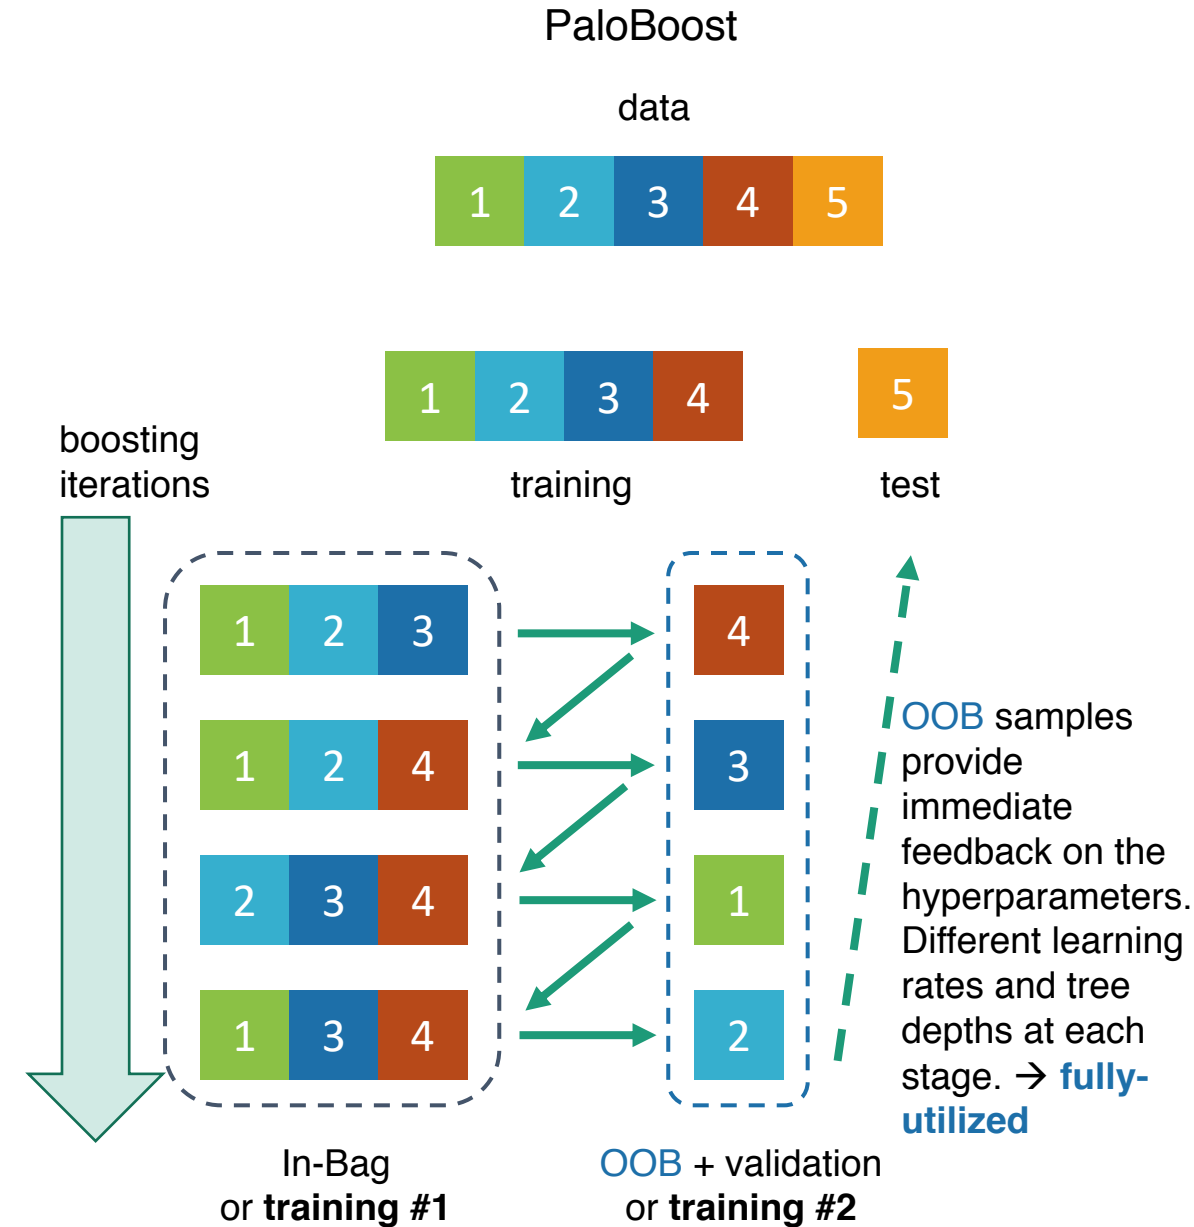 PaloBoost
data
1 2 3 4 5
1 2 3 4 5
boosting
iterations
training test
1 2 3 4
1 2 4 3
2 3 4 1
1 3 4 2
OOB samples
provide
immediate
feedback on the
hyperparameters.
Different learning
rates and tree
depths at each
stage. → fully-
utilized
In-Bag
or training #1
OOB + validation
or training #2